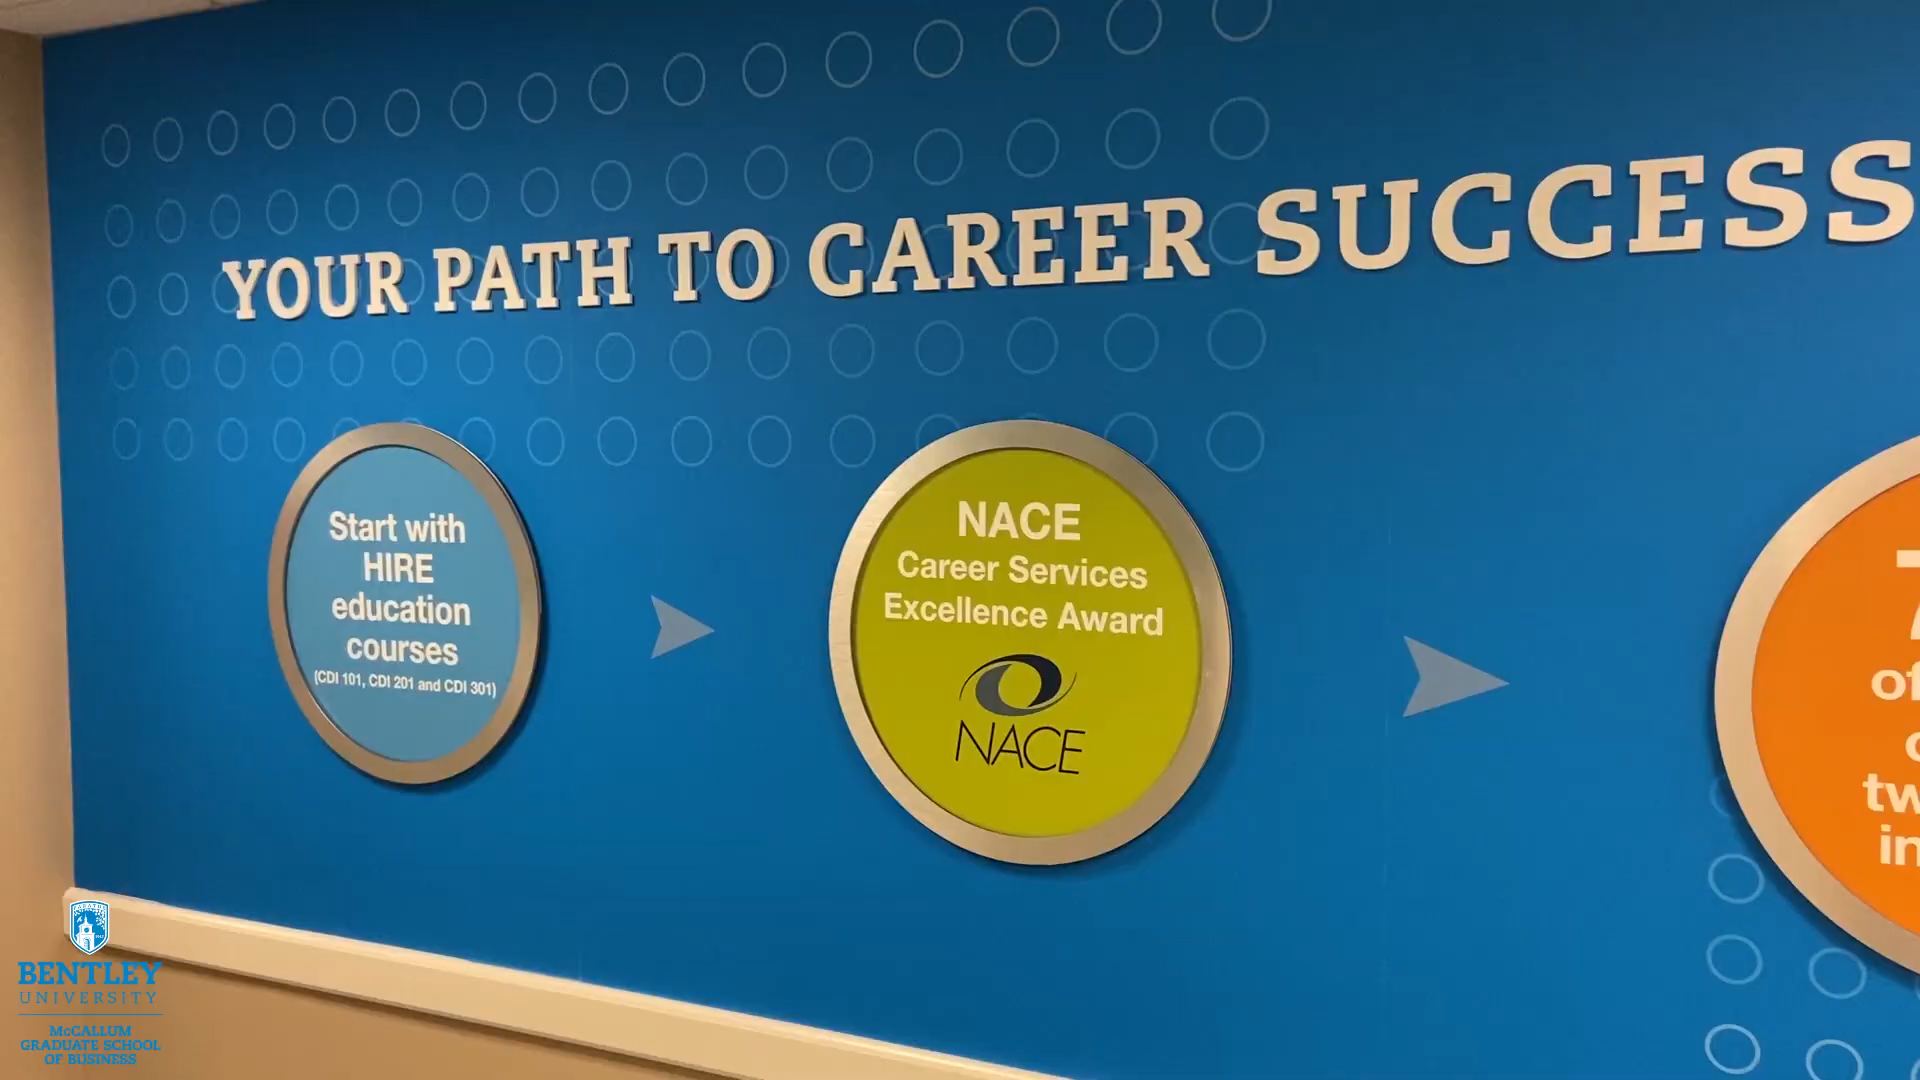 YOUR PATH TO CAREER SUCCESS
Start with
HIRE
education
courses
(CDI 101, CDI 201 and CDI 301)
NACE
Career Services
Excellence Award
NACE
BENTLEY
UNIVERSITY
McCALLUM
GRADUATE SCHOOL
OF BUSINESS